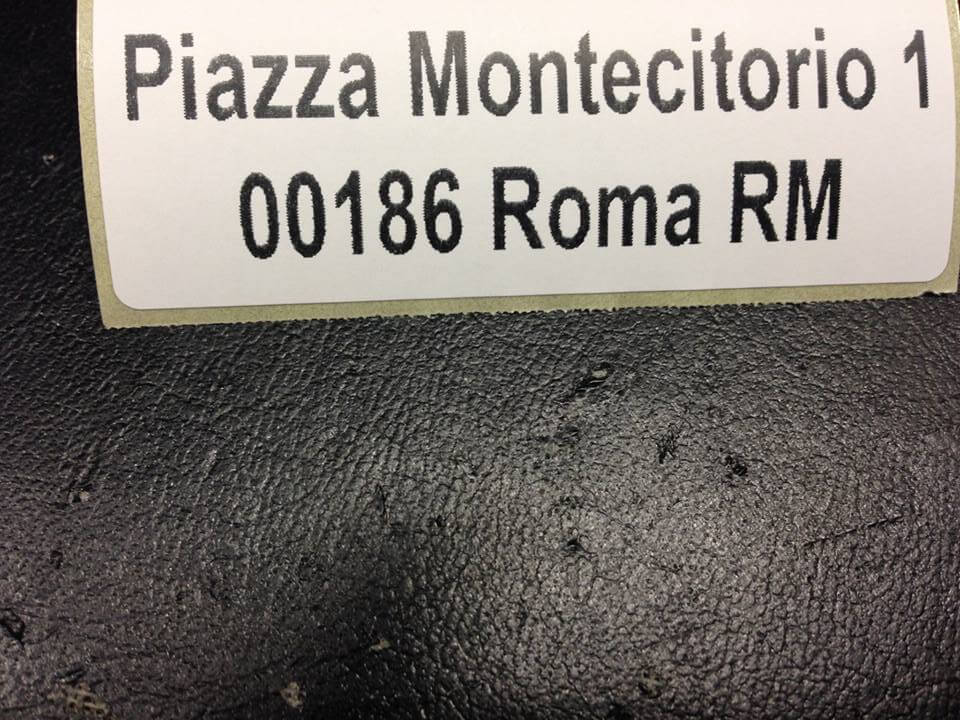 Piazza Montecitorio 1
00186 Roma RM